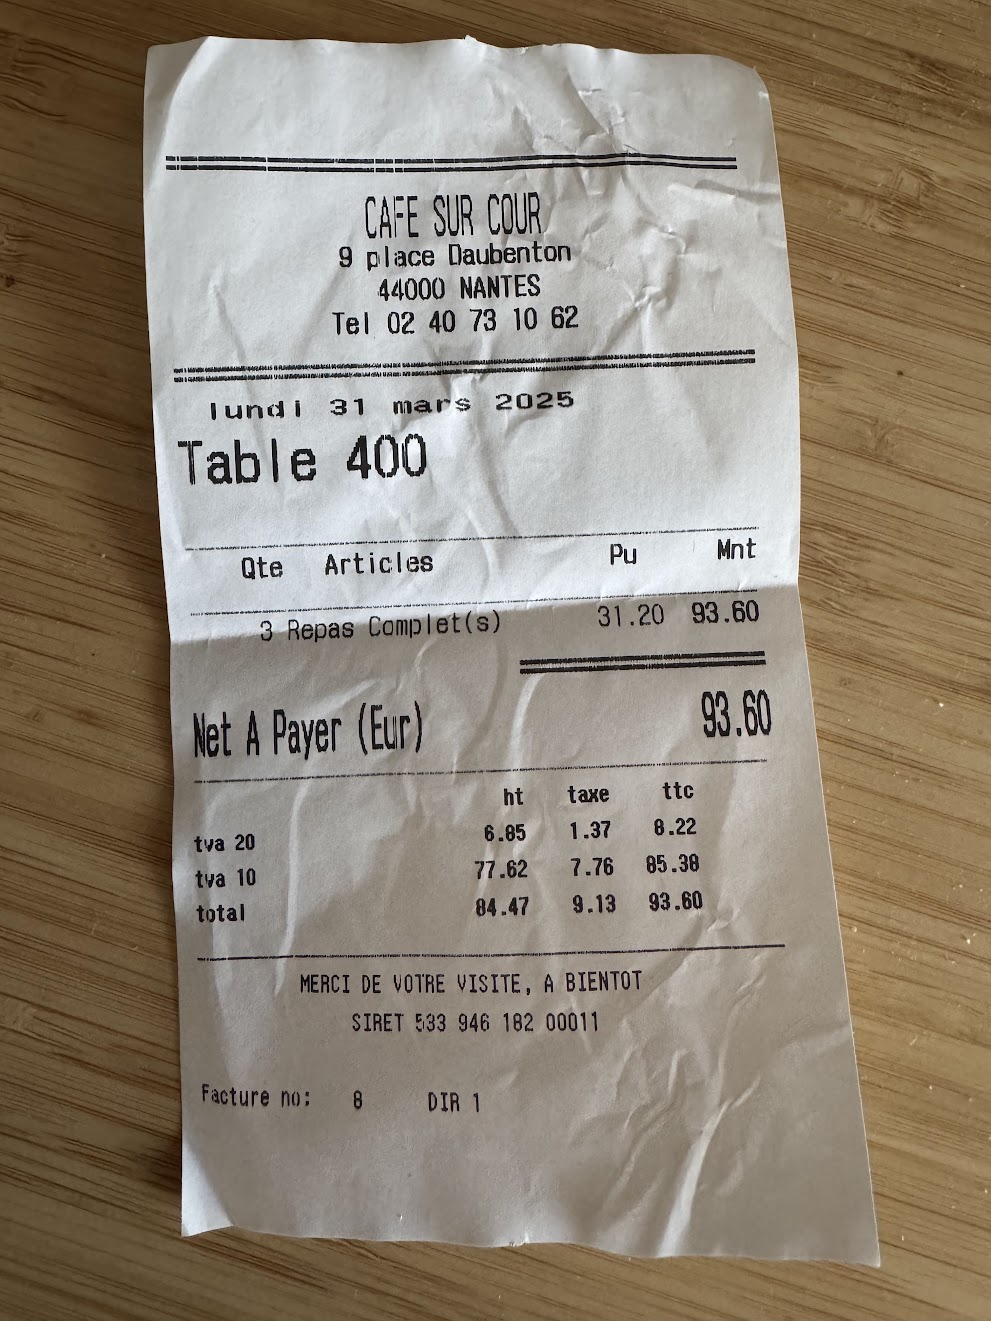 CAFE SUR COUR
9 place Daubenton
44000 NANTES
Tel 02 40 73 10 62
lundi 31 mars 2025
Table 400
Qte Articles Pu Mnt
3 Repas Complet(s) 31.20 93.60
Net A Payer (Eur) 93.60
ht taxe ttc
tva 20 6.85 1.37 8.22
tva 10 77.62 7.76 85.38
total 84.47 9.13 93.60
MERCI DE VOTRE VISITE, A BIENTOT
SIRET 533 946 182 00011
Facture no: 8 DIR 1